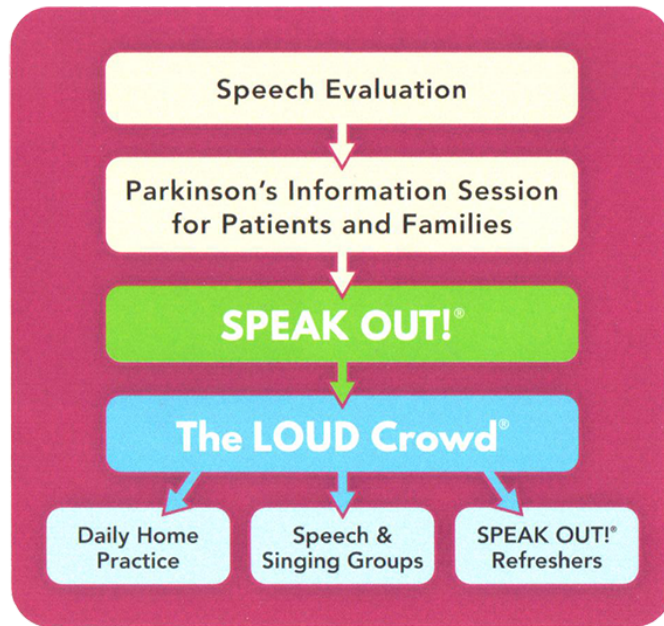 Speech Evaluation
Parkinson's Information Session
for Patients and Families
SPEAK OUT!®
The LOUD Crowd®
Daily Home
Practice
Speech &
Singing Groups
SPEAK OUT!®
Refreshers